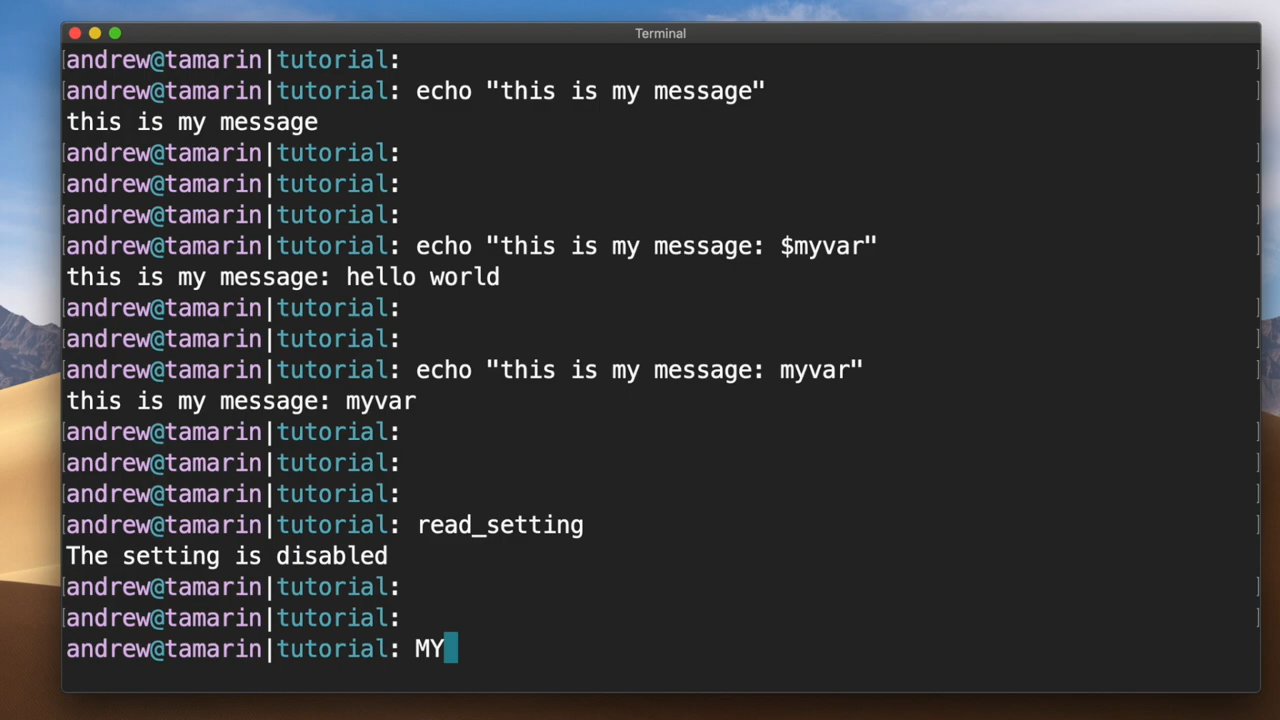 Terminal
andrew@tamarin|tutorial:
andrew@tamarin|tutorial: echo "this is my message"
this is my message
andrew@tamarin|tutorial:
andrew@tamarin|tutorial:
andrew@tamarin|tutorial:
andrew@tamarin|tutorial: echo "this is my message: $myvar"
this is my message: hello world
andrew@tamarin|tutorial:
andrew@tamarin|tutorial:
andrew@tamarin|tutorial: echo "this is my message: myvar"
this is my message: myvar
andrew@tamarin|tutorial:
andrew@tamarin|tutorial:
andrew@tamarin|tutorial:
andrew@tamarin|tutorial: read_setting
The setting is disabled
andrew@tamarin|tutorial:
andrew@tamarin|tutorial:
andrew@tamarin|tutorial: MY